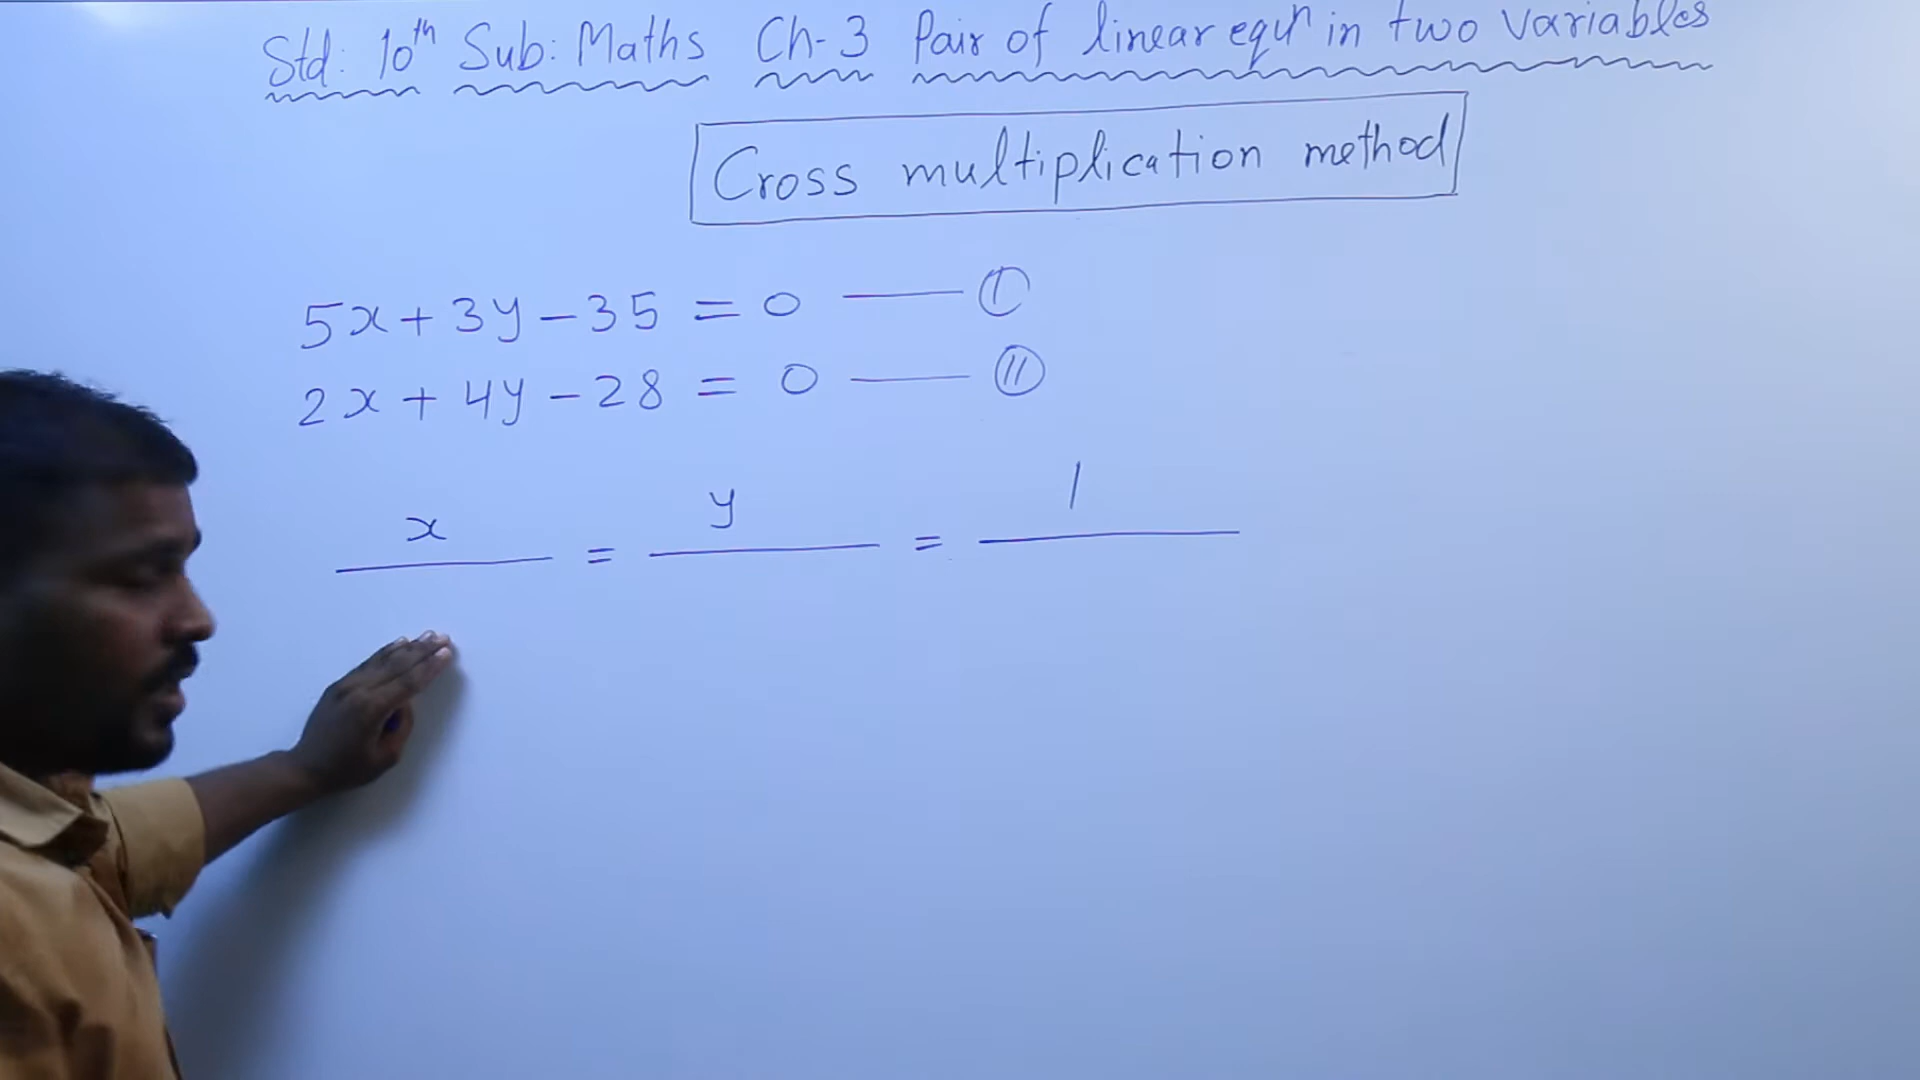 Std: 10th Sub: Maths Ch-3 Pair of linear eqn in two variables
Cross multiplication method
5x + 3y - 35 = 0 —— I
2x + 4y - 28 = 0 —— II
x/ = y/ = 1/